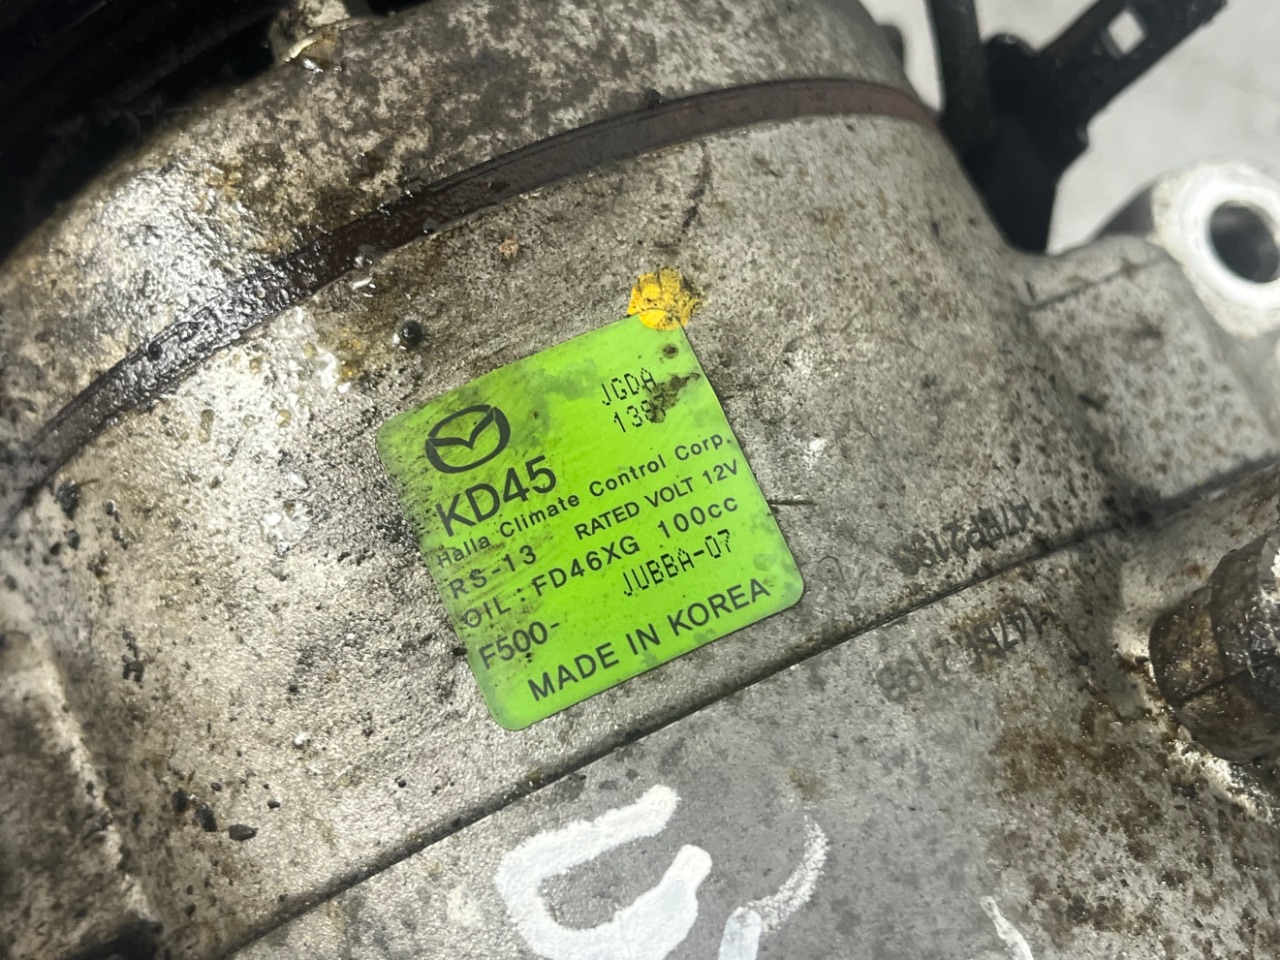 JGDA
KD45
Halla Climate Control Corp.
RS-13 RATED VOLT 12V
OIL : FD46XG 100cc
F500- JUBBA-07
MADE IN KOREA